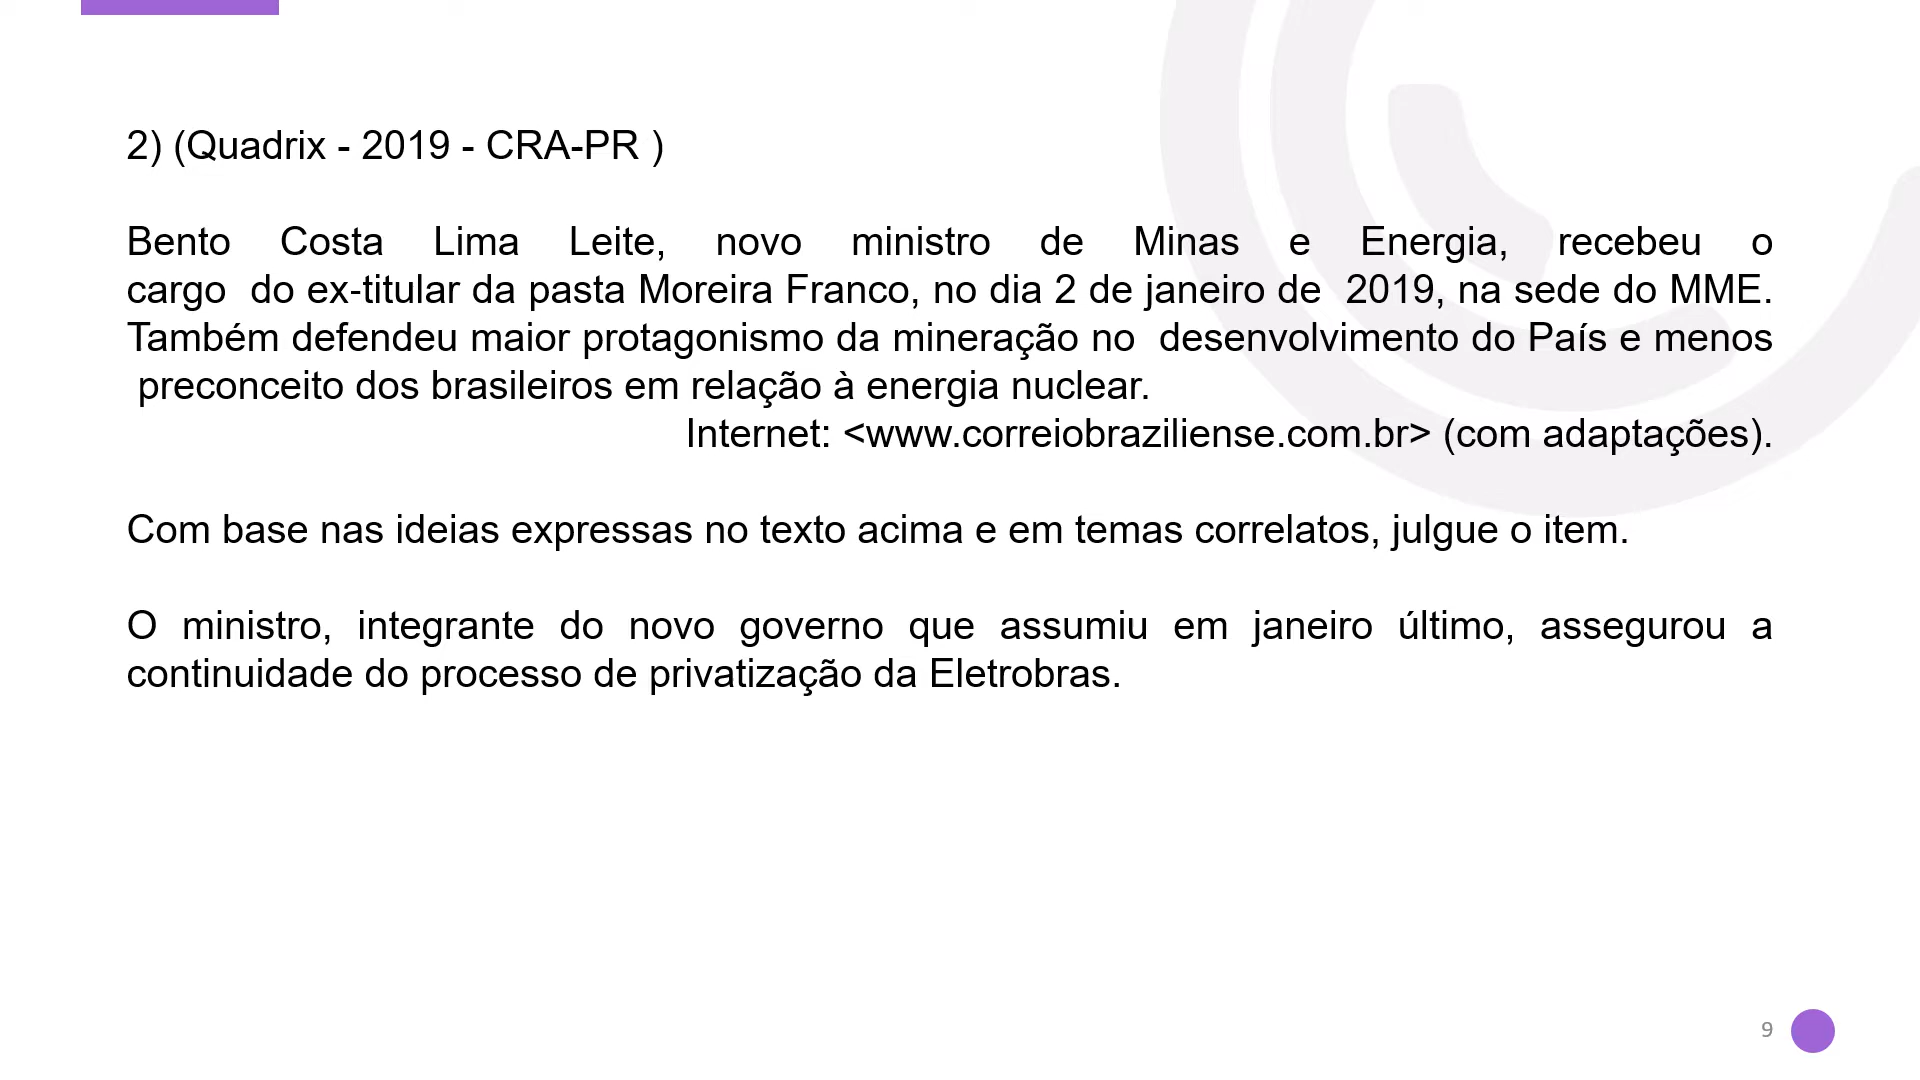 2) (Quadrix - 2019 - CRA-PR )
Bento Costa Lima Leite, novo ministro de Minas e Energia, recebeu o
cargo do ex-titular da pasta Moreira Franco, no dia 2 de janeiro de 2019, na sede do MME.
Também defendeu maior protagonismo da mineração no desenvolvimento do País e menos
preconceito dos brasileiros em relação à energia nuclear.
Internet: <www.correiobraziliense.com.br> (com adaptações).
Com base nas ideias expressas no texto acima e em temas correlatos, julgue o item.
O ministro, integrante do novo governo que assumiu em janeiro último, assegurou a
continuidade do processo de privatização da Eletrobras.
9